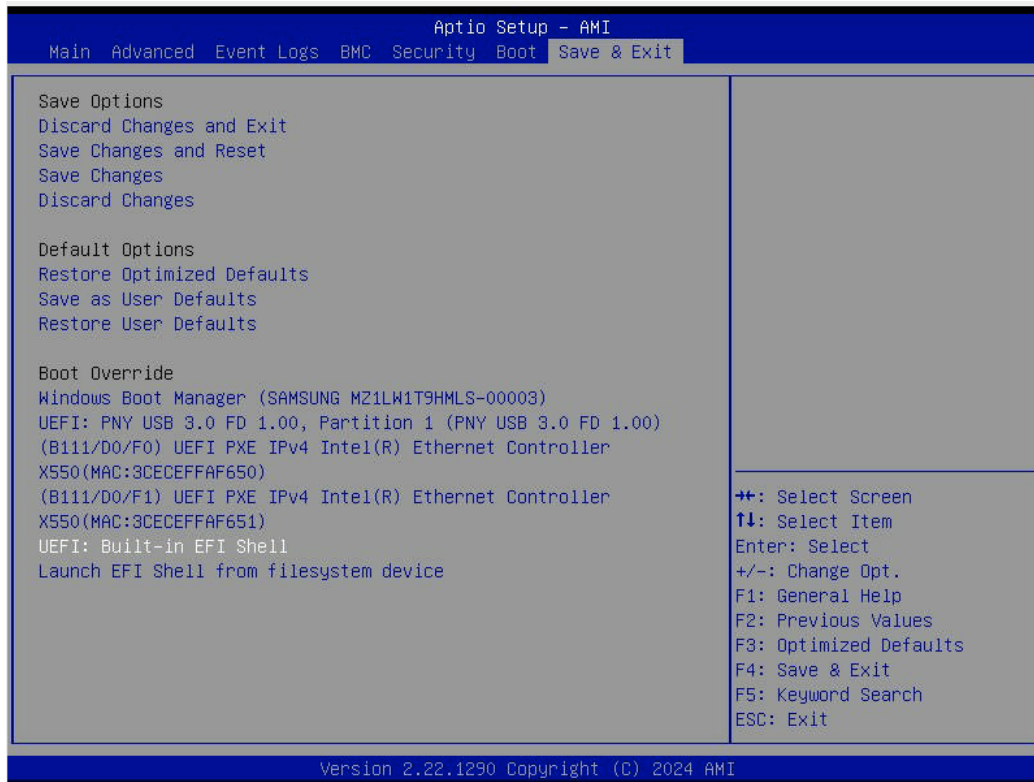 Aptio Setup – AMI
Main Advanced Event Logs BMC Security Boot Save & Exit
Save Options
Discard Changes and Exit
Save Changes and Reset
Save Changes
Discard Changes
Default Options
Restore Optimized Defaults
Save as User Defaults
Restore User Defaults
Boot Override
Windows Boot Manager (SAMSUNG MZ1LW1T9HMLS-00003)
UEFI: PNY USB 3.0 FD 1.00, Partition 1 (PNY USB 3.0 FD 1.00)
(B111/D0/F0) UEFI PXE IPv4 Intel(R) Ethernet Controller
X550(MAC:3CECEFFAF650)
(B111/D0/F1) UEFI PXE IPv4 Intel(R) Ethernet Controller
X550(MAC:3CECEFFAF651)
UEFI: Built-in EFI Shell
Launch EFI Shell from filesystem device
→←: Select Screen
↑↓: Select Item
Enter: Select
+/-: Change Opt.
F1: General Help
F2: Previous Values
F3: Optimized Defaults
F4: Save & Exit
F5: Keyword Search
ESC: Exit
Version 2.22.1290 Copyright (C) 2024 AMI